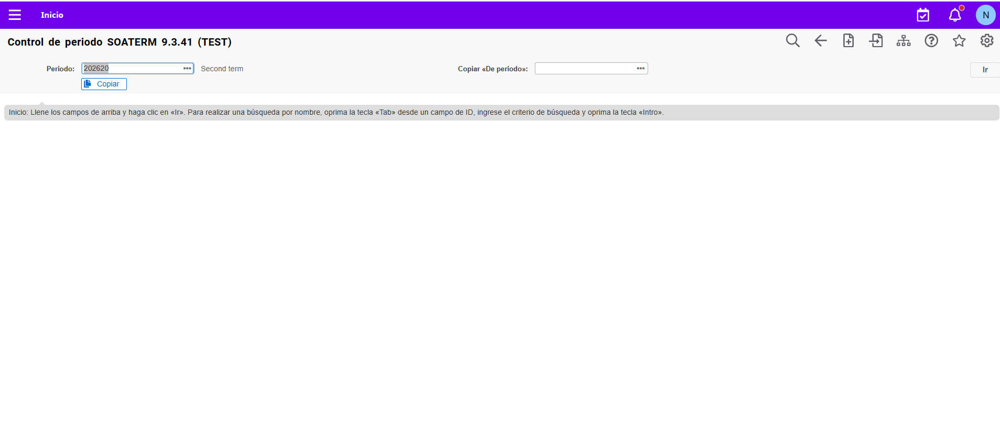 Inicio
N
Control de periodo SOATERM 9.3.41 (TEST)
Periodo: 202620 ••• Second term Copiar «De periodo»: ••• Ir
Copiar
Inicio: Llene los campos de arriba y haga clic en «Ir». Para realizar una búsqueda por nombre, oprima la tecla «Tab» desde un campo de ID, ingrese el criterio de búsqueda y oprima la tecla «Intro».